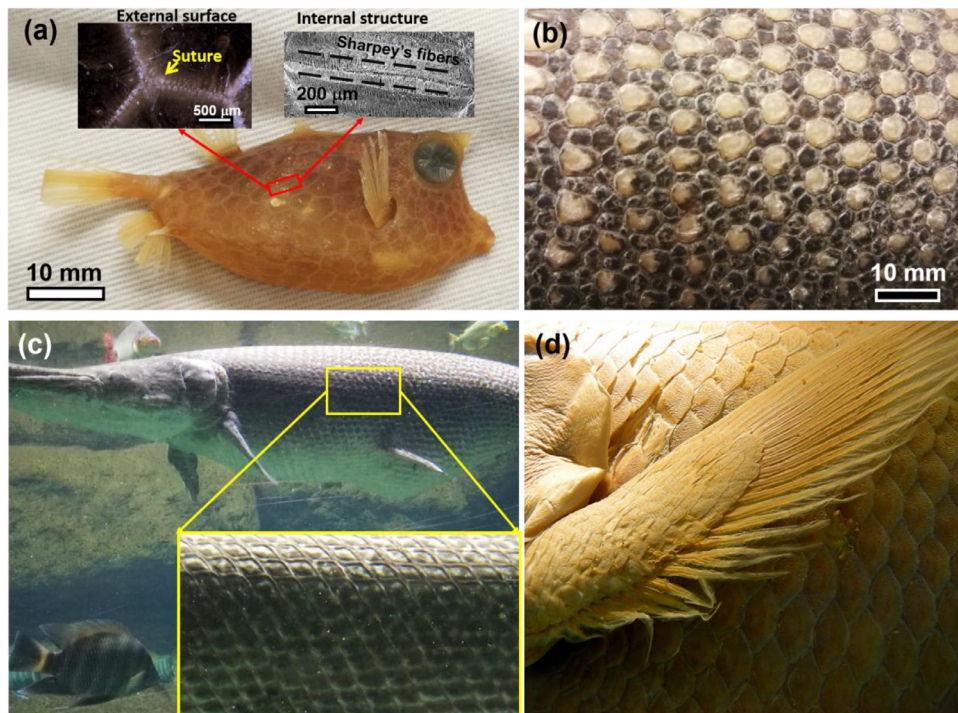 External surface
Internal structure
(a)
Suture
500 μm
Sharpey's fibers
200 μm
10 mm
(b)
10 mm
(c)
(d)